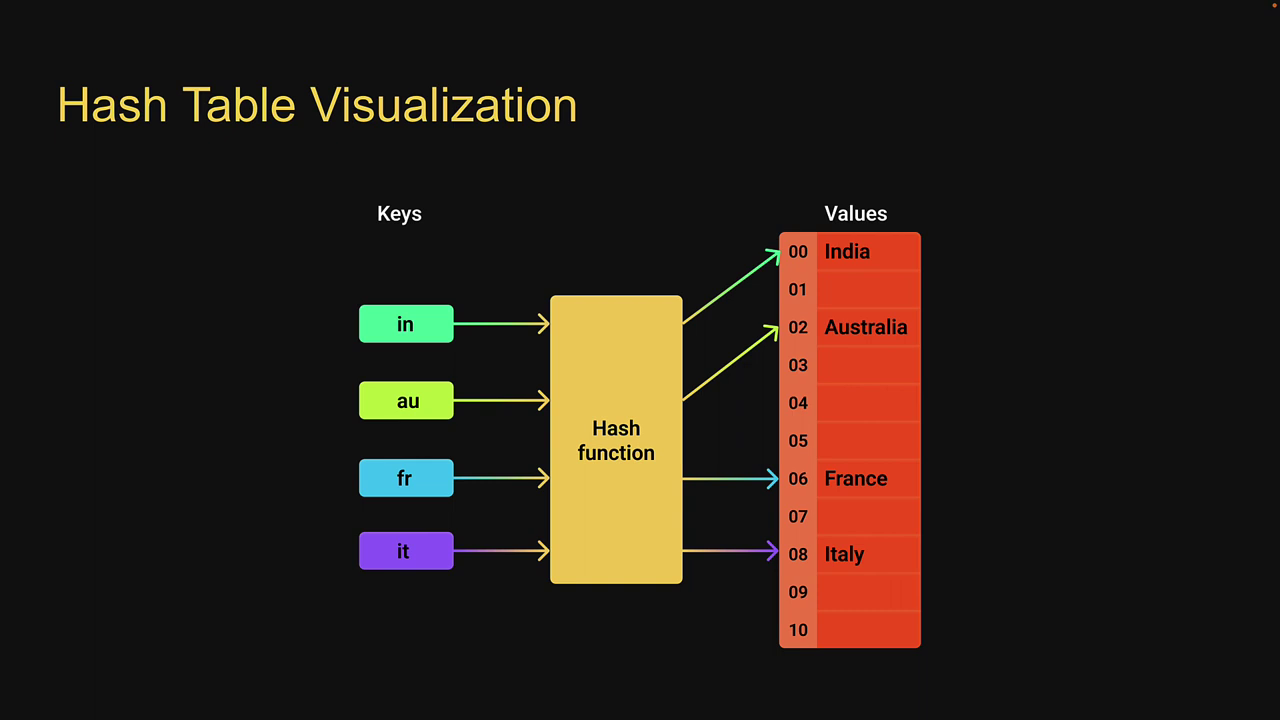 Hash Table Visualization
Keys
Values
in
au
fr
it
Hash
function
00 India
01
02 Australia
03
04
05
06 France
07
08 Italy
09
10